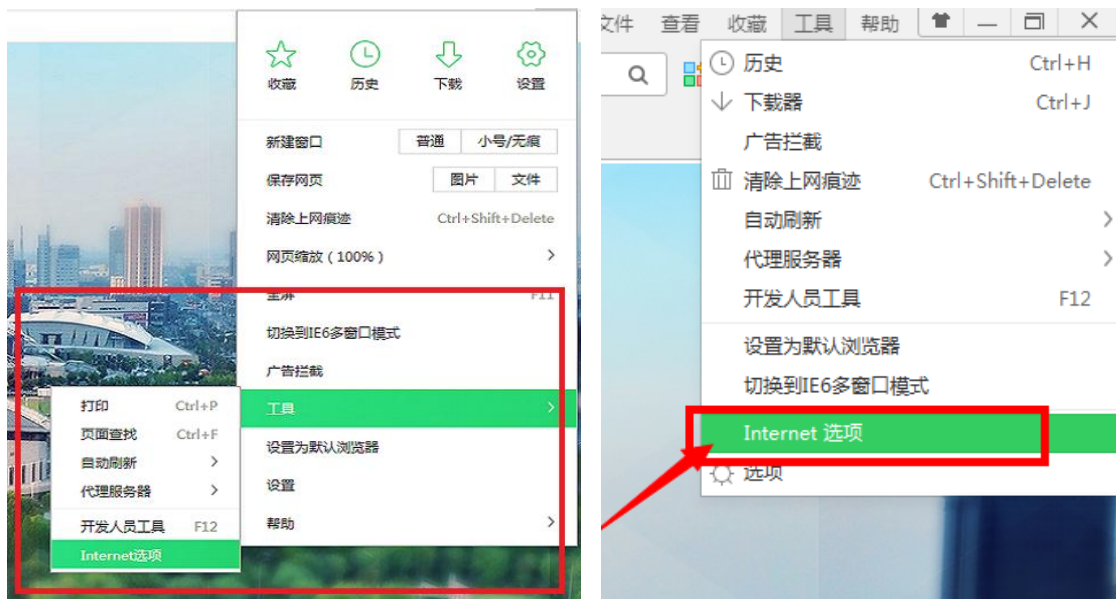 收藏 历史 下载 设置
新建窗口 普通 小号/无痕
保存网页 图片 文件
清除上网痕迹 Ctrl+Shift+Delete
网页缩放（100%）
全屏 F11
切换到IE6多窗口模式
广告拦截
工具
设置为默认浏览器
设置
帮助
打印 Ctrl+P
页面查找 Ctrl+F
自动刷新
代理服务器
开发人员工具 F12
Internet选项
文件 查看 收藏 工具 帮助
历史 Ctrl+H
下载器 Ctrl+J
广告拦截
清除上网痕迹 Ctrl+Shift+Delete
自动刷新
代理服务器
开发人员工具 F12
设置为默认浏览器
切换到IE6多窗口模式
Internet 选项
选项